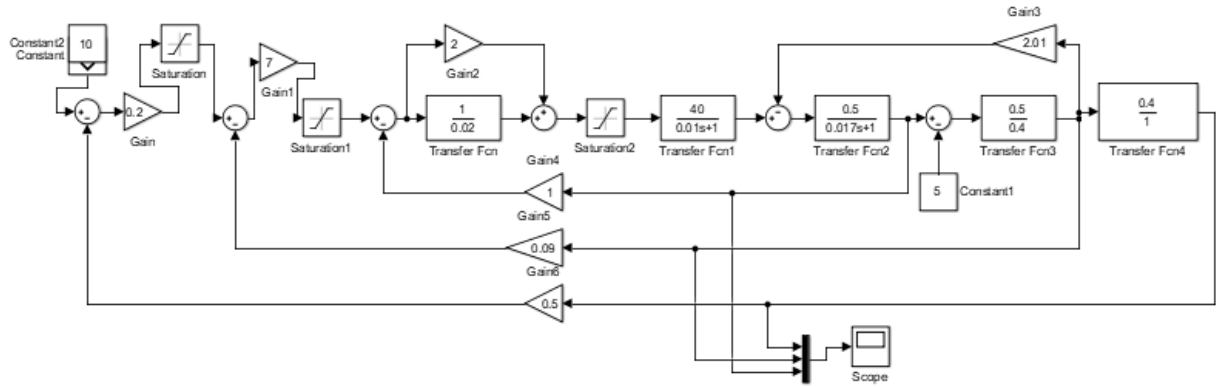 Constant2
Constant
10
Saturation
0.2
Gain
7
Gain1
Saturation1
2
Gain2
1
0.02
Transfer Fcn
Saturation2
40
0.01s+1
Transfer Fcn1
0.5
0.017s+1
Transfer Fcn2
Gain3
2.01
0.5
0.4
Transfer Fcn3
0.4
1
Transfer Fcn4
5
Constant1
Gain4
1
Gain5
0.09
Gain6
0.5
Scope